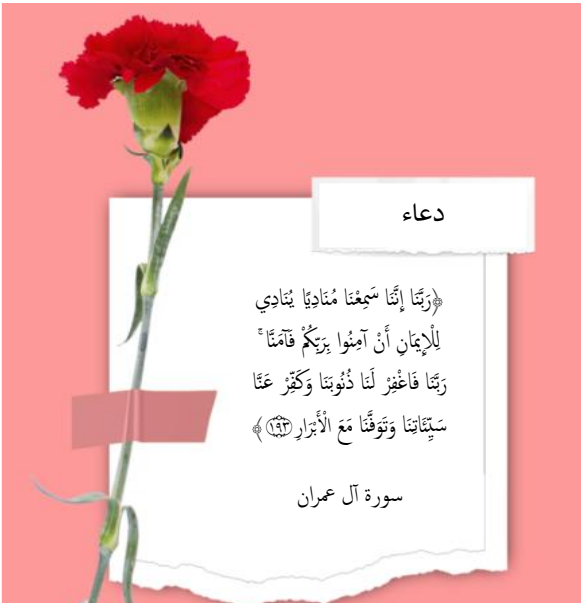 دعاء
﴿رَبَّنَا إِنَّنَا سَمِعْنَا مُنَادِيًا يُنَادِي
لِلْإِيمَانِ أَنْ آمِنُوا بِرَبِّكُمْ فَآمَنَّا ۚ
رَبَّنَا فَاغْفِرْ لَنَا ذُنُوبَنَا وَكَفِّرْ عَنَّا
سَيِّئَاتِنَا وَتَوَفَّنَا مَعَ الْأَبْرَارِ ۝١٩٣﴾
سورة آل عمران